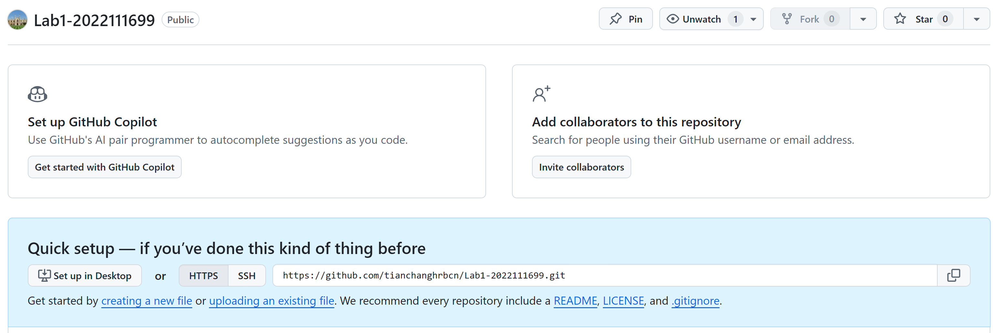 Lab1-2022111699 Public Pin Unwatch 1 Fork 0 Star 0
Set up GitHub Copilot
Use GitHub's AI pair programmer to autocomplete suggestions as you code.
Get started with GitHub Copilot
Add collaborators to this repository
Search for people using their GitHub username or email address.
Invite collaborators
Quick setup — if you’ve done this kind of thing before
Set up in Desktop or HTTPS SSH https://github.com/tianchanghrbcn/Lab1-2022111699.git
Get started by creating a new file or uploading an existing file. We recommend every repository include a README, LICENSE, and .gitignore.